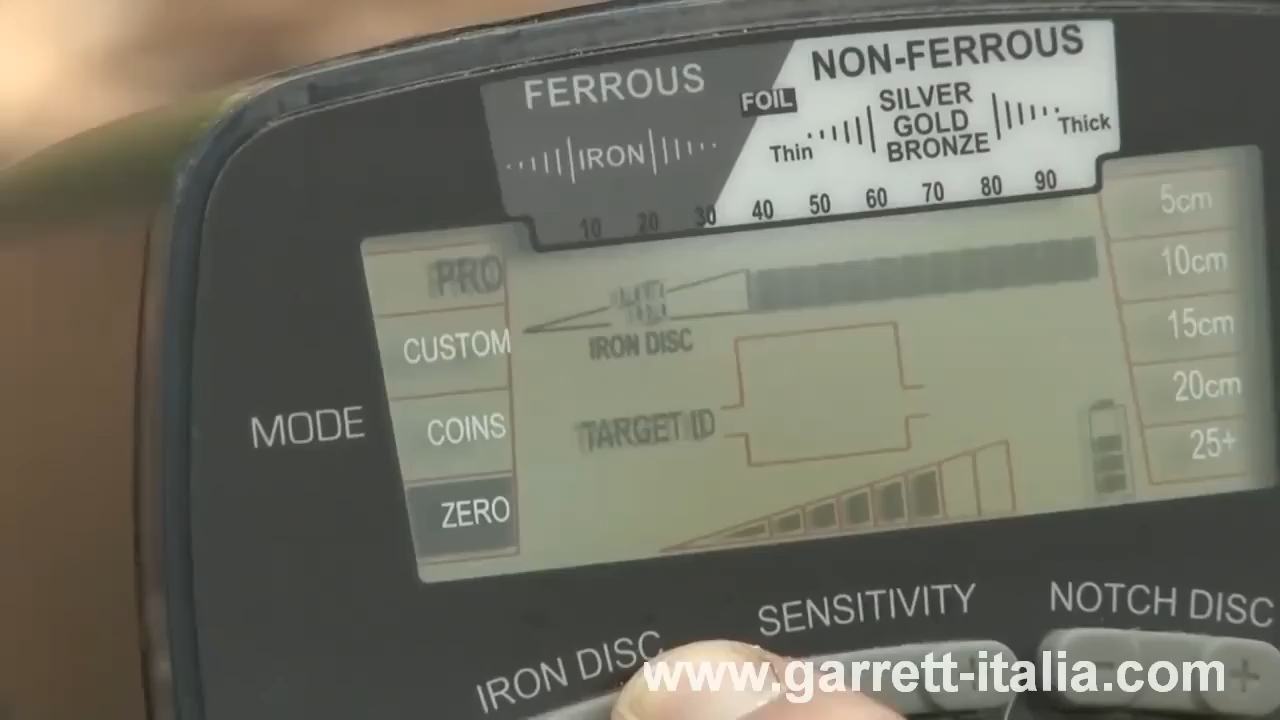 FERROUS
NON-FERROUS
FOIL
IRON
Thin
SILVER
GOLD
BRONZE
Thick
10 20 30 40 50 60 70 80 90
PRO
CUSTOM
COINS
ZERO
MODE
IRON DISC
TARGET ID
5cm
10cm
15cm
20cm
25+
IRON DISC
SENSITIVITY
NOTCH DISC
+
- +
www.garrett-italia.com